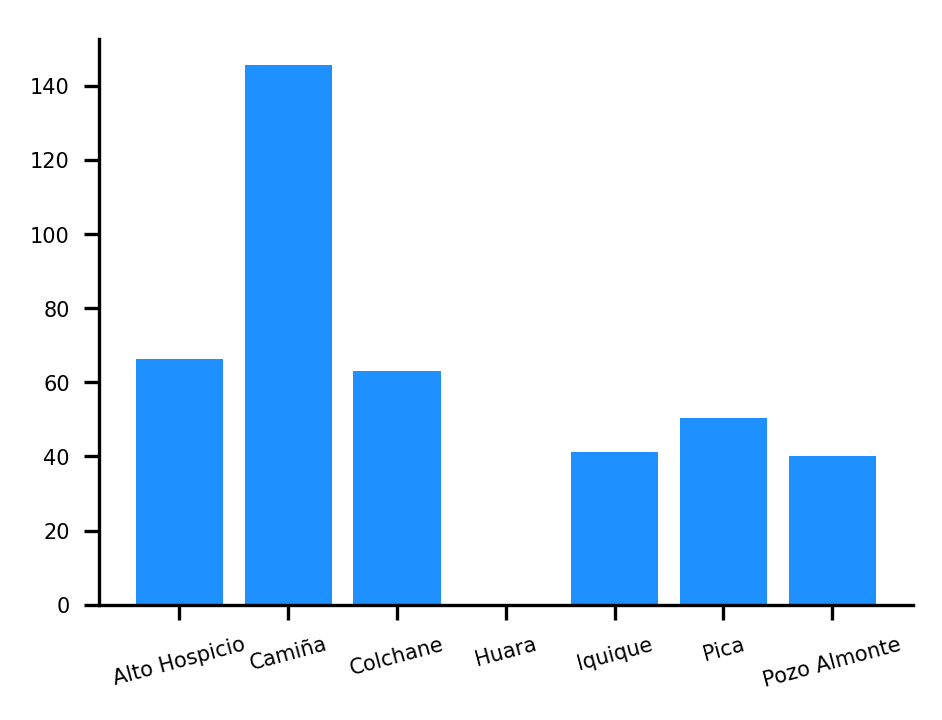 140
120
100
80
60
40
20
0
Alto Hospicio
Camiña
Colchane
Huara
Iquique
Pica
Pozo Almonte